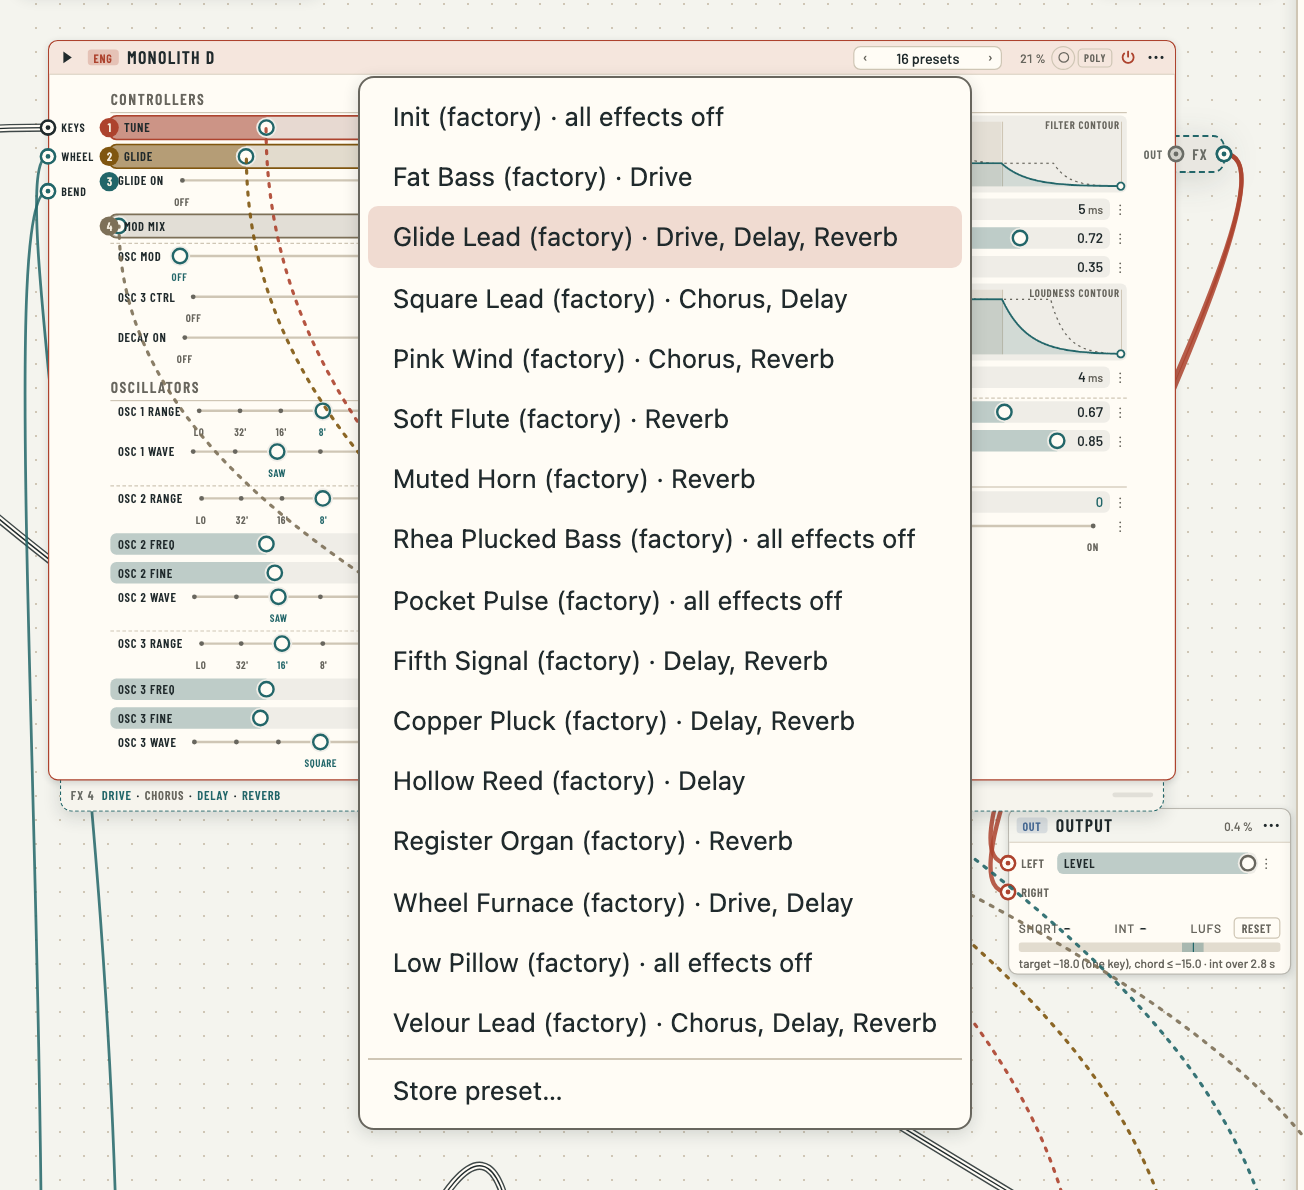 ENG MONOLITH D
‹ 16 presets ›
21 % POLY
CONTROLLERS
KEYS
WHEEL
BEND
1 TUNE
2 GLIDE
3 GLIDE ON
OFF
4 MOD MIX
OSC MOD
OFF
OSC 3 CTRL
OFF
DECAY ON
OFF
OSCILLATORS
OSC 1 RANGE
LO 32' 16' 8'
OSC 1 WAVE
SAW
OSC 2 RANGE
LO 32' 16' 8'
OSC 2 FREQ
OSC 2 FINE
OSC 2 WAVE
SAW
OSC 3 RANGE
LO 32' 16' 8'
OSC 3 FREQ
OSC 3 FINE
OSC 3 WAVE
SQUARE
FX 4 DRIVE · CHORUS · DELAY · REVERB
Init (factory) · all effects off
Fat Bass (factory) · Drive
Glide Lead (factory) · Drive, Delay, Reverb
Square Lead (factory) · Chorus, Delay
Pink Wind (factory) · Chorus, Reverb
Soft Flute (factory) · Reverb
Muted Horn (factory) · Reverb
Rhea Plucked Bass (factory) · all effects off
Pocket Pulse (factory) · all effects off
Fifth Signal (factory) · Delay, Reverb
Copper Pluck (factory) · Delay, Reverb
Hollow Reed (factory) · Delay
Register Organ (factory) · Reverb
Wheel Furnace (factory) · Drive, Delay
Low Pillow (factory) · all effects off
Velour Lead (factory) · Chorus, Delay, Reverb
Store preset...
FILTER CONTOUR
5 ms
0.72
0.35
LOUDNESS CONTOUR
4 ms
0.67
0.85
0
ON
OUT FX
OUT OUTPUT 0.4 %
LEFT LEVEL
RIGHT
SHORT – INT – LUFS RESET
target −18.0 (one key), chord ≤ −15.0 · int over 2.8 s